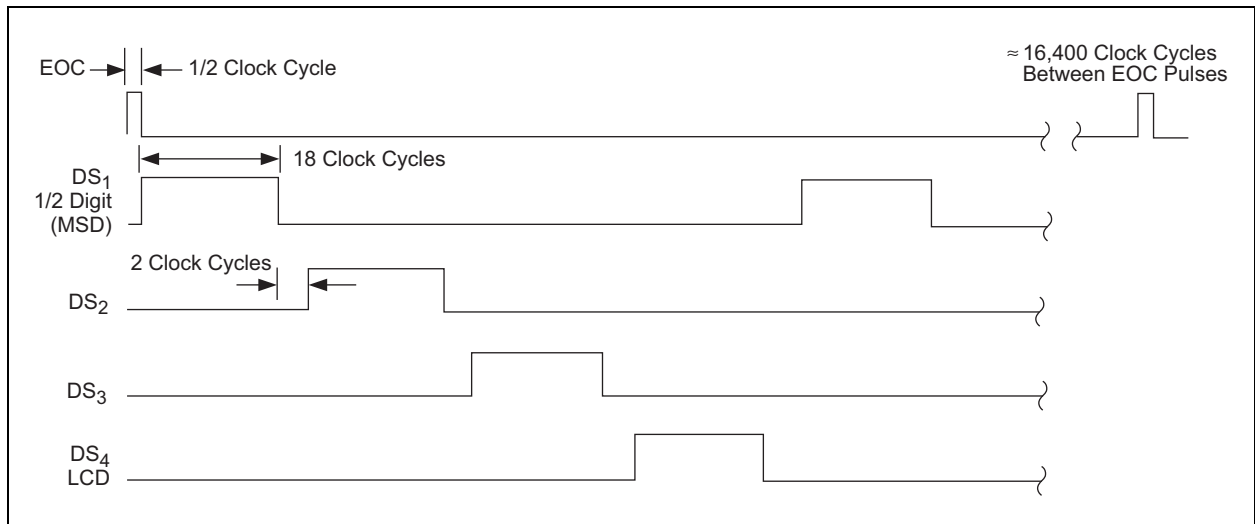 EOC
1/2 Clock Cycle
≈ 16,400 Clock Cycles
Between EOC Pulses
18 Clock Cycles
DS1
1/2 Digit
(MSD)
2 Clock Cycles
DS2
DS3
DS4
LCD